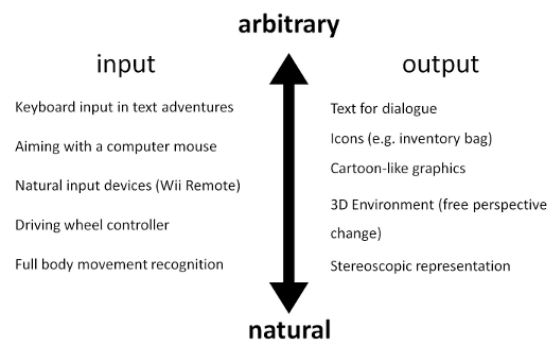 arbitrary
input
Keyboard input in text adventures
Aiming with a computer mouse
Natural input devices (Wii Remote)
Driving wheel controller
Full body movement recognition
output
Text for dialogue
Icons (e.g. inventory bag)
Cartoon-like graphics
3D Environment (free perspective
change)
Stereoscopic representation
natural